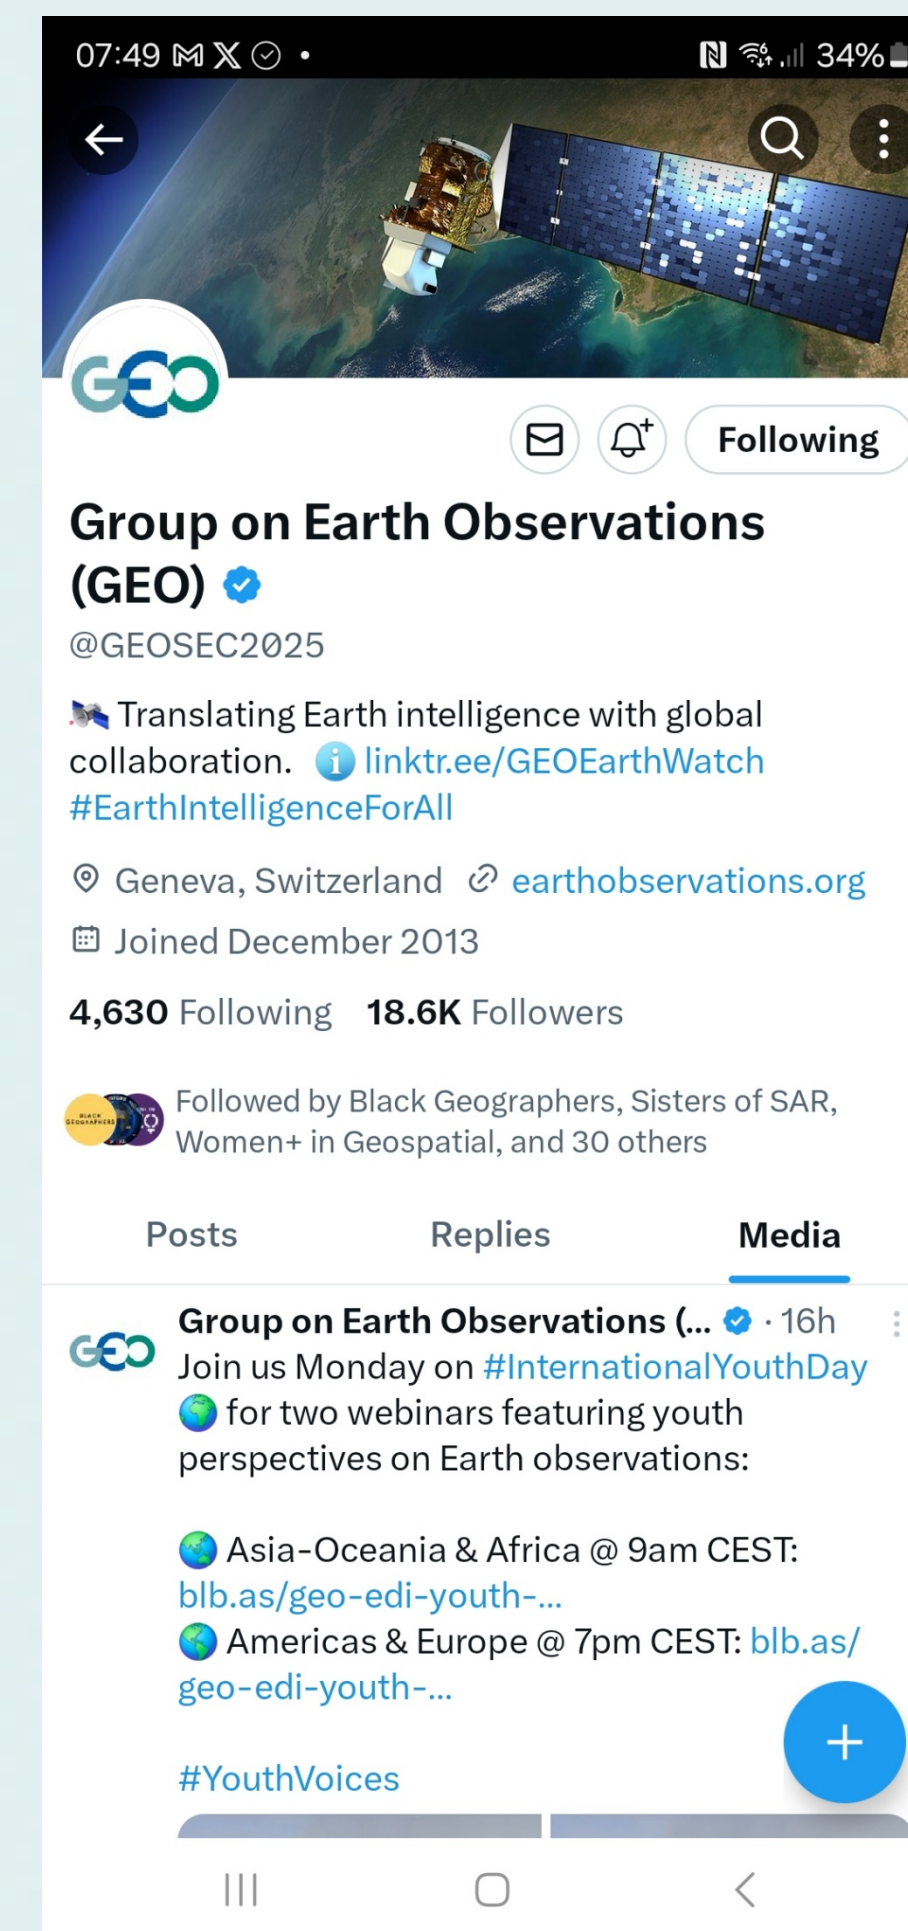 07:49
34%
GEO
Following
Group on Earth Observations
(GEO)
@GEOSEC2025
Translating Earth intelligence with global
collaboration. linktr.ee/GEOEarthWatch
#EarthIntelligenceForAll
Geneva, Switzerland earthobservations.org
Joined December 2013
4,630 Following 18.6K Followers
BLACK
GEOGRAPHERS
Followed by Black Geographers, Sisters of SAR,
Women+ in Geospatial, and 30 others
Posts Replies Media
GEO
Group on Earth Observations (... · 16h
Join us Monday on #InternationalYouthDay
for two webinars featuring youth
perspectives on Earth observations:
Asia-Oceania & Africa @ 9am CEST:
blb.as/geo-edi-youth-...
Americas & Europe @ 7pm CEST: blb.as/
geo-edi-youth-...
#YouthVoices